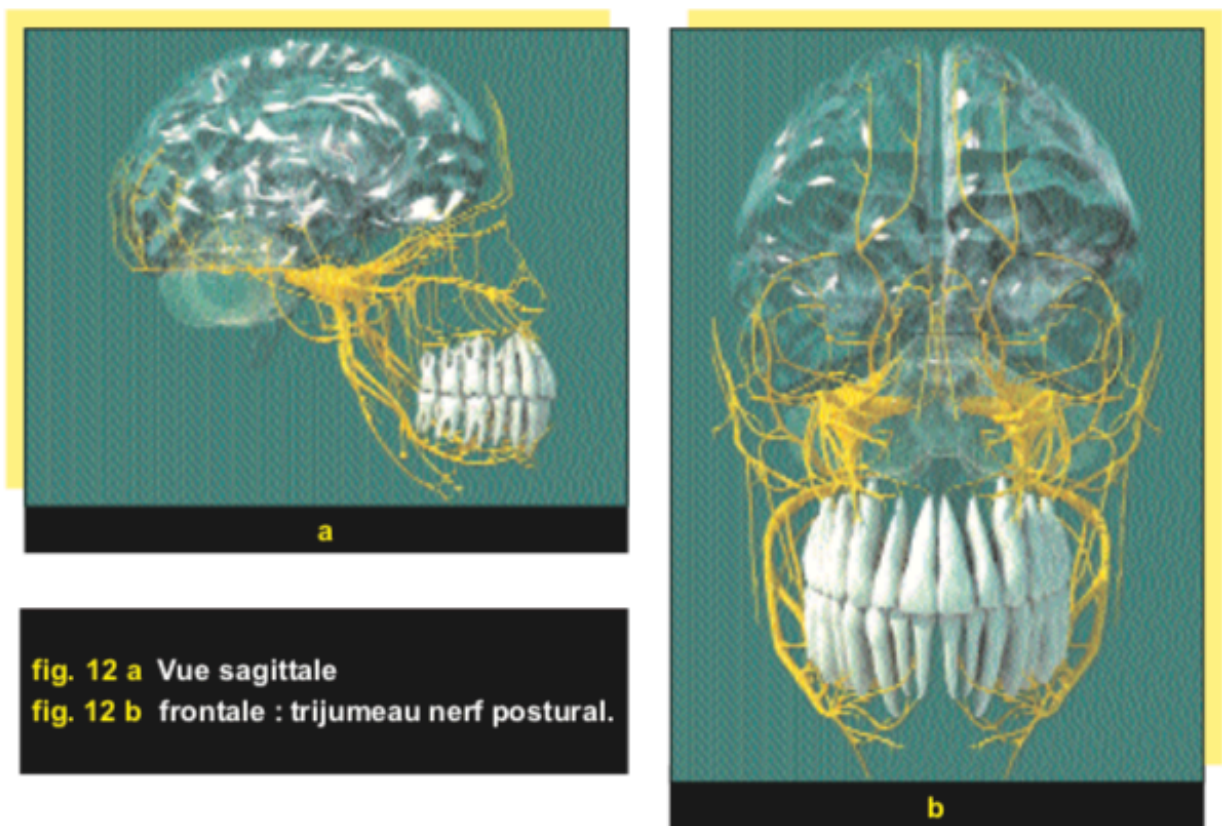 a
fig. 12 a Vue sagittale
fig. 12 b frontale : trijumeau nerf postural.
b